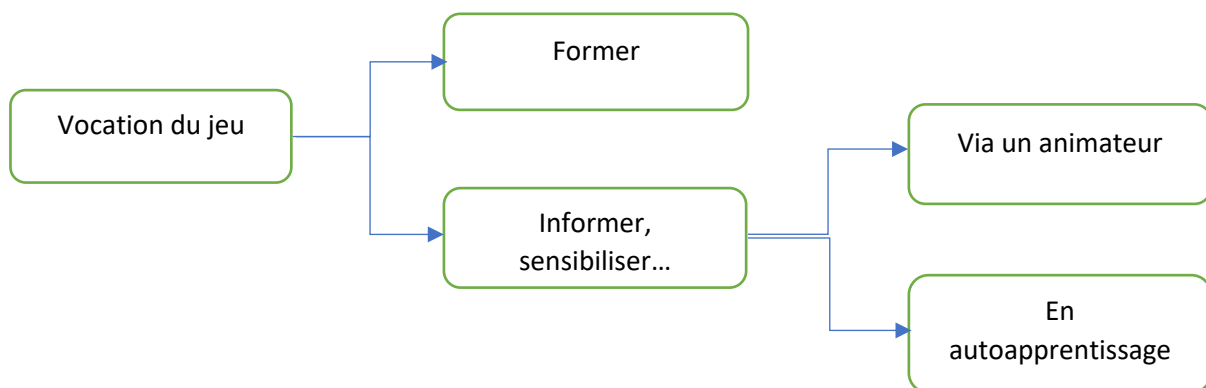 Former
Vocation du jeu
Via un animateur
Informer,
sensibiliser…
En
autoapprentissage